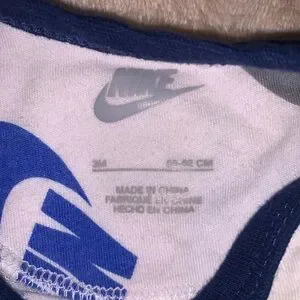 NIKE
3M 55-62 CM
MADE IN CHINA
FABRIQUÉ EN CHINE
HECHO EN CHINA
N